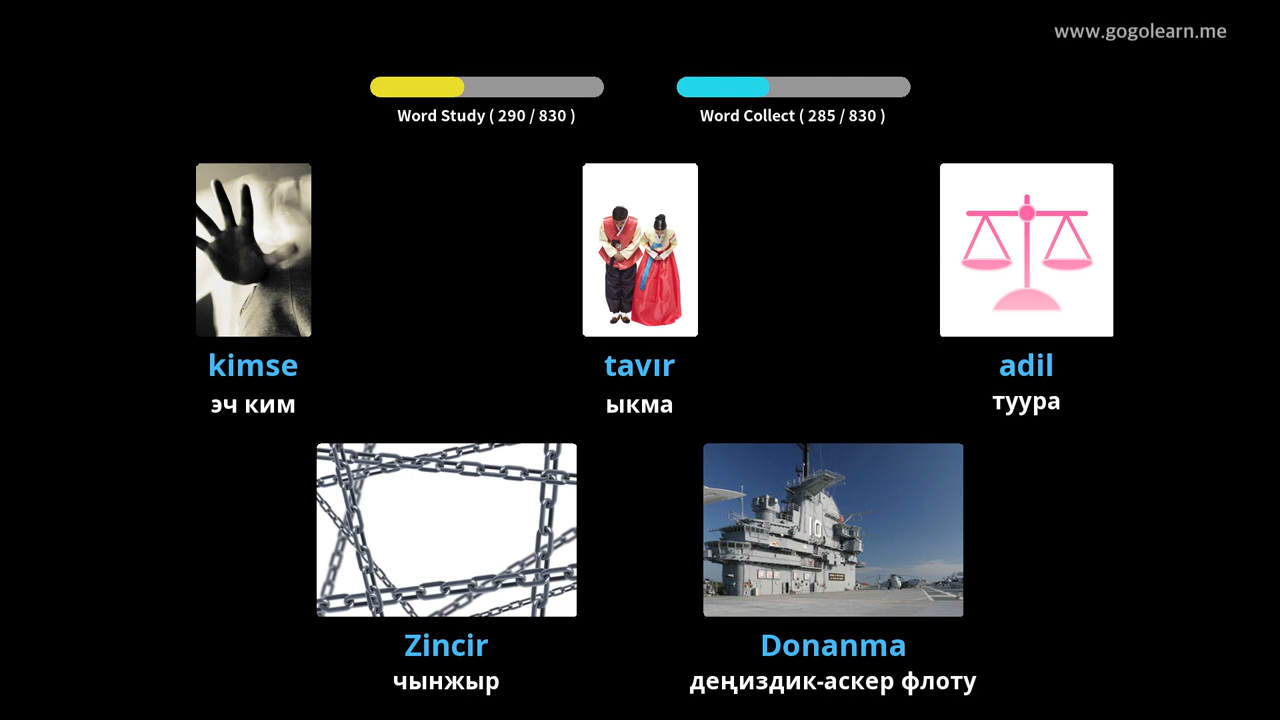 www.gogolearn.me
Word Study ( 290 / 830 )
Word Collect ( 285 / 830 )
kimse
эч ким
tavır
ыкма
adil
туура
Zincir
чынжыр
10
Donanma
деңиздик-аскер флоту